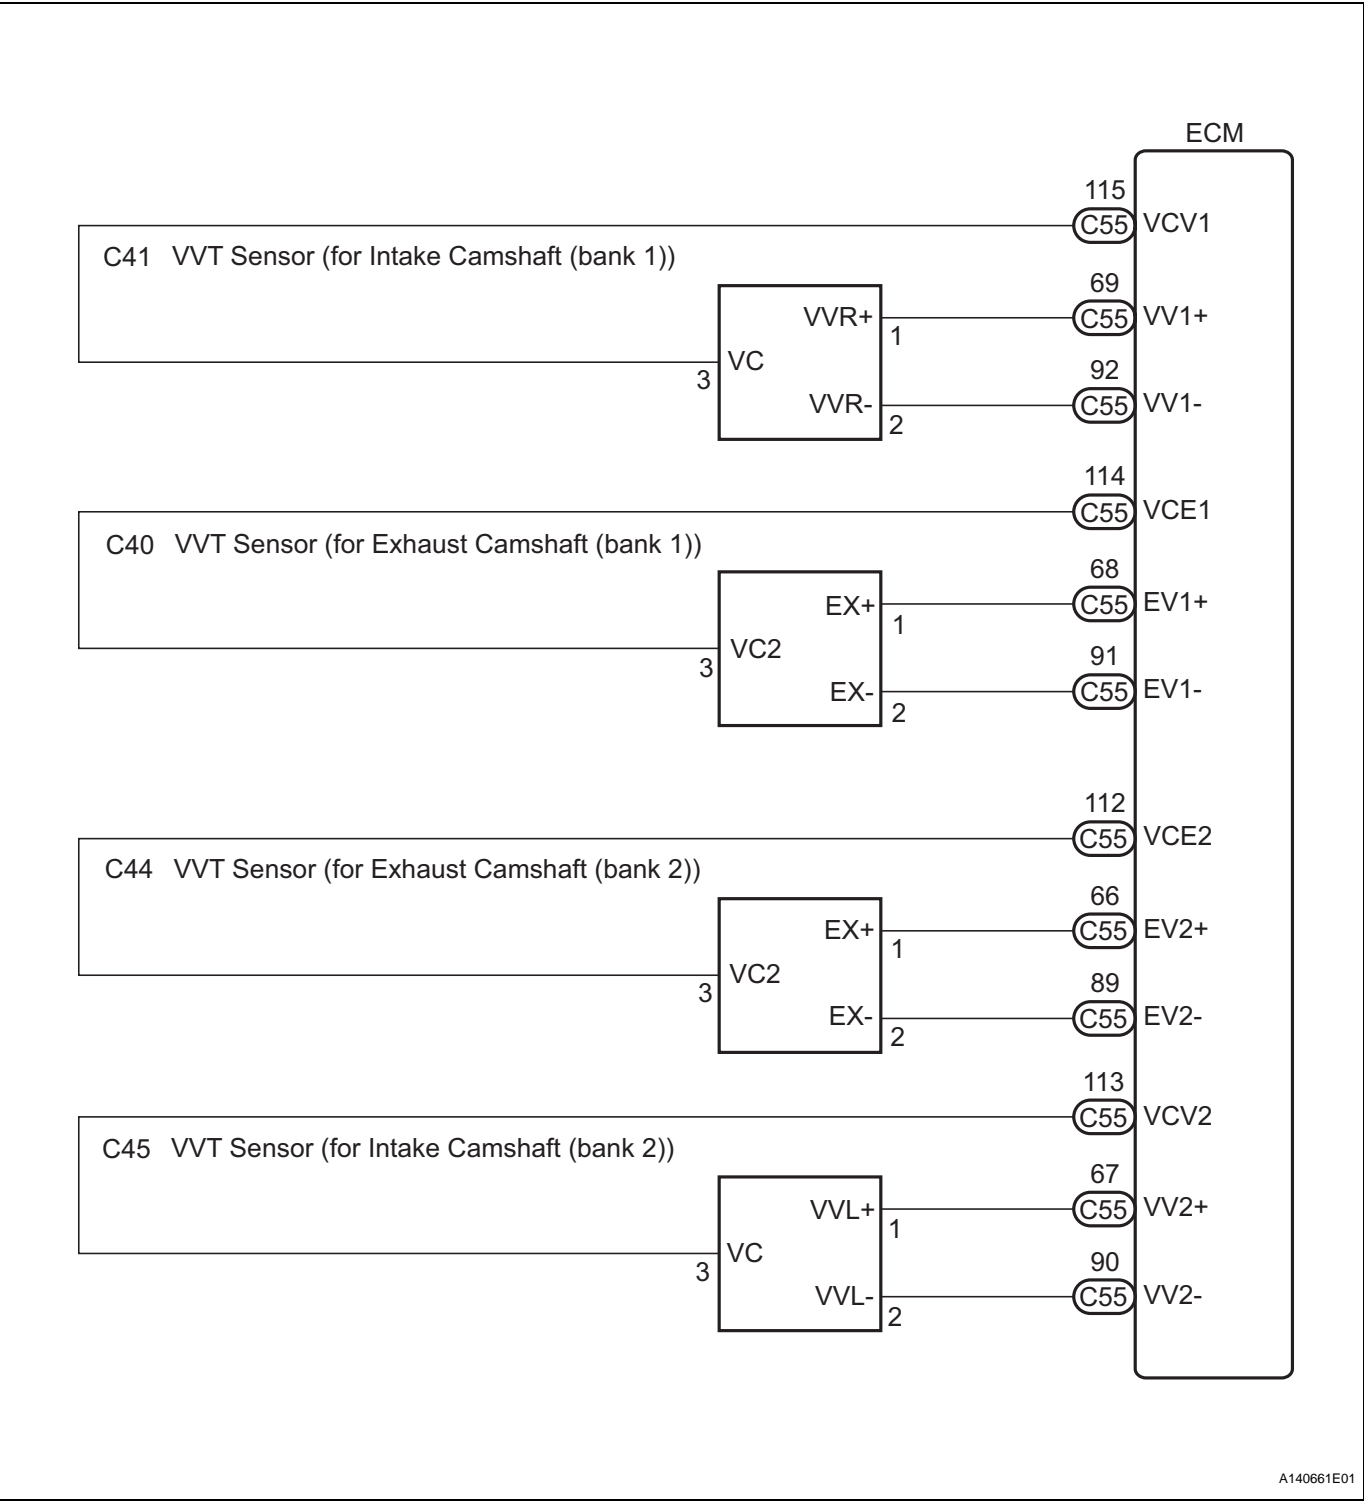 ECM
115
C55 VCV1
C41 VVT Sensor (for Intake Camshaft (bank 1))
69
VVR+ 1 C55 VV1+
3 VC
92
VVR- 2 C55 VV1-
114
C55 VCE1
C40 VVT Sensor (for Exhaust Camshaft (bank 1))
68
EX+ 1 C55 EV1+
3 VC2
91
EX- 2 C55 EV1-
112
C55 VCE2
C44 VVT Sensor (for Exhaust Camshaft (bank 2))
66
EX+ 1 C55 EV2+
3 VC2
89
EX- 2 C55 EV2-
113
C55 VCV2
C45 VVT Sensor (for Intake Camshaft (bank 2))
67
VVL+ 1 C55 VV2+
3 VC
90
VVL- 2 C55 VV2-
A140661E01